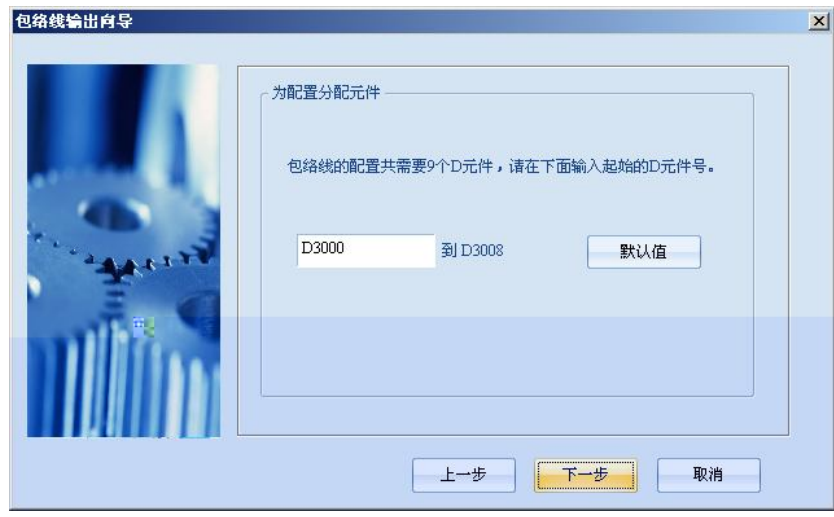 包络线输出向导
为配置分配元件
包络线的配置共需要9个D元件，请在下面输入起始的D元件号。
D3000 到 D3008 默认值
上一步 下一步 取消